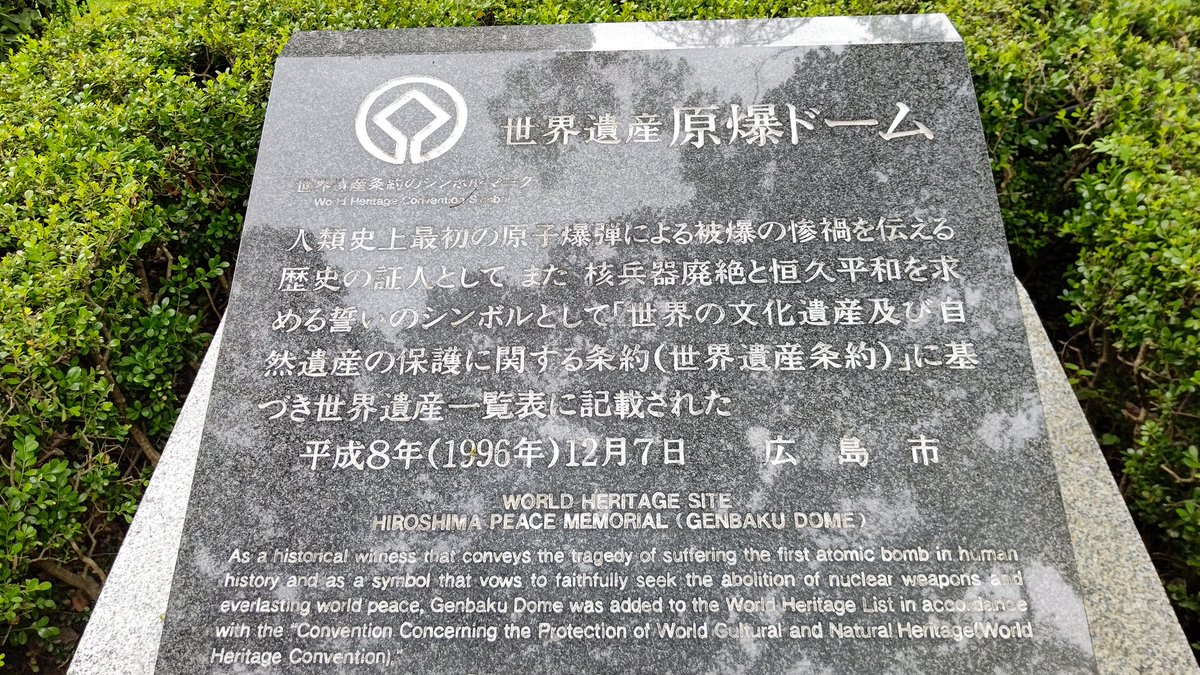 世界遺産 原爆ドーム
世界遺産条約のシンボルマーク
World Heritage Convention Symbol
人類史上最初の原子爆弾による被爆の惨禍を伝える
歴史の証人として また 核兵器廃絶と恒久平和を求
める誓いのシンボルとして「世界の文化遺産及び自
然遺産の保護に関する条約(世界遺産条約)」に基
づき世界遺産一覧表に記載された
平成8年(1996年)12月7日 広島市
WORLD HERITAGE SITE
HIROSHIMA PEACE MEMORIAL (GENBAKU DOME)
As a historical witness that conveys the tragedy of suffering the first atomic bomb in human
history and as a symbol that vows to faithfully seek the abolition of nuclear weapons and
everlasting world peace, Genbaku Dome was added to the World Heritage List in accordance
with the "Convention Concerning the Protection of World Cultural and Natural Heritage(World
Heritage Convention)."